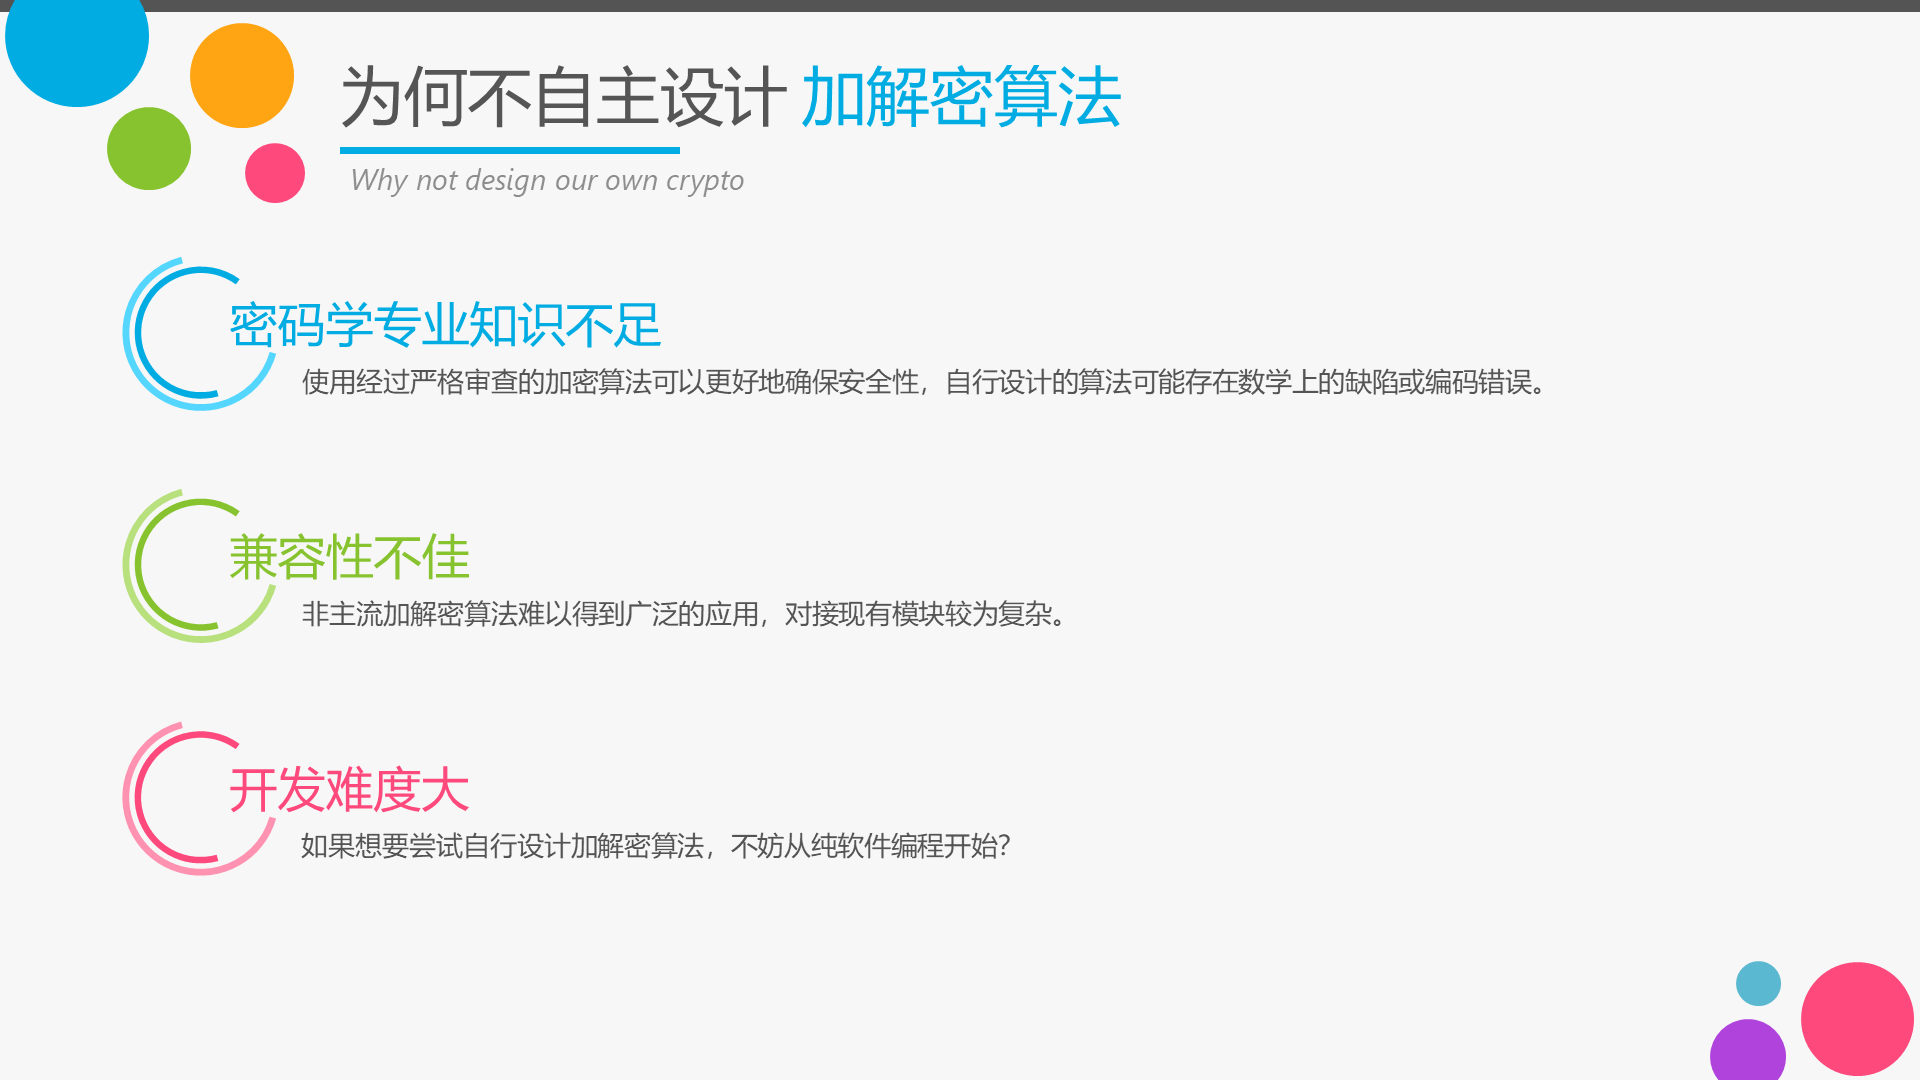 为何不自主设计 加解密算法
Why not design our own crypto
密码学专业知识不足
使用经过严格审查的加密算法可以更好地确保安全性，自行设计的算法可能存在数学上的缺陷或编码错误。
兼容性不佳
非主流加解密算法难以得到广泛的应用，对接现有模块较为复杂。
开发难度大
如果想要尝试自行设计加解密算法，不妨从纯软件编程开始？